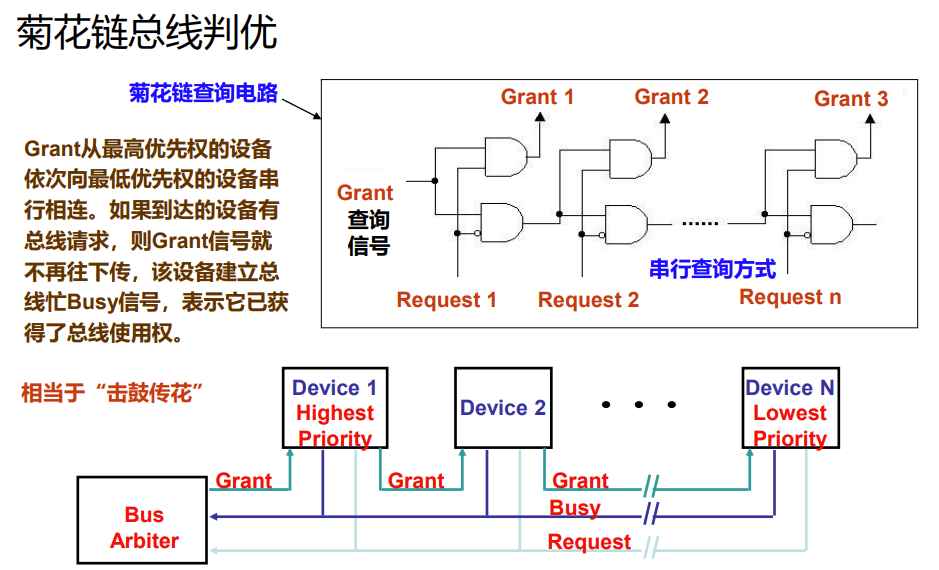 菊花链总线判优
菊花链查询电路
Grant从最高优先权的设备
依次向最低优先权的设备串
行相连。如果到达的设备有
总线请求，则Grant信号就
不再往下传，该设备建立总
线忙Busy信号，表示它已获
得了总线使用权。
相当于“击鼓传花”
Grant 1
Grant 2
Grant 3
Grant
查询
信号
······
串行查询方式
Request 1
Request 2
Request n
Device 1
Highest
Priority
Device 2
• • •
Device N
Lowest
Priority
Grant
Grant
Grant
Busy
Request
Bus
Arbiter